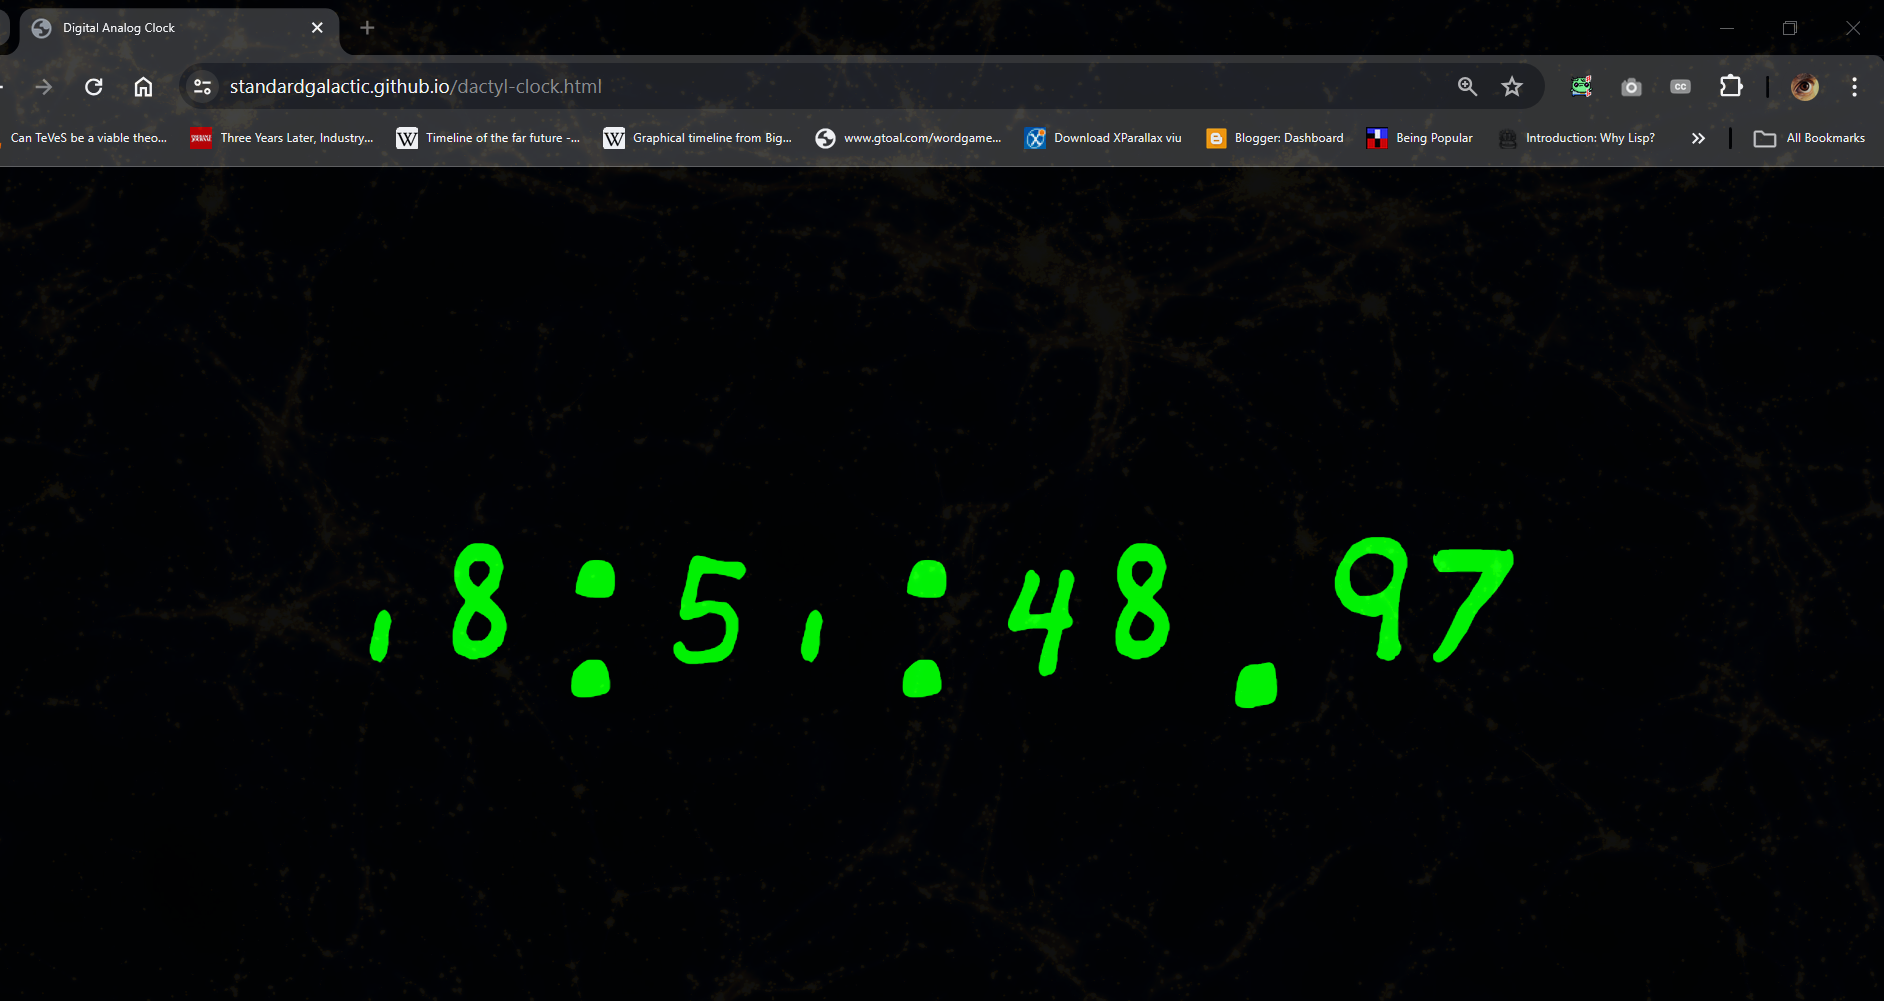 Digital Analog Clock
standardgalactic.github.io/dactyl-clock.html
CC
Can TeVeS be a viable theo... Three Years Later, Industry... W Timeline of the far future -... W Graphical timeline from Big... www.gtoal.com/wordgame... Download XParallax viu Blogger: Dashboard Being Popular Introduction: Why Lisp? » All Bookmarks
18:51:48.97